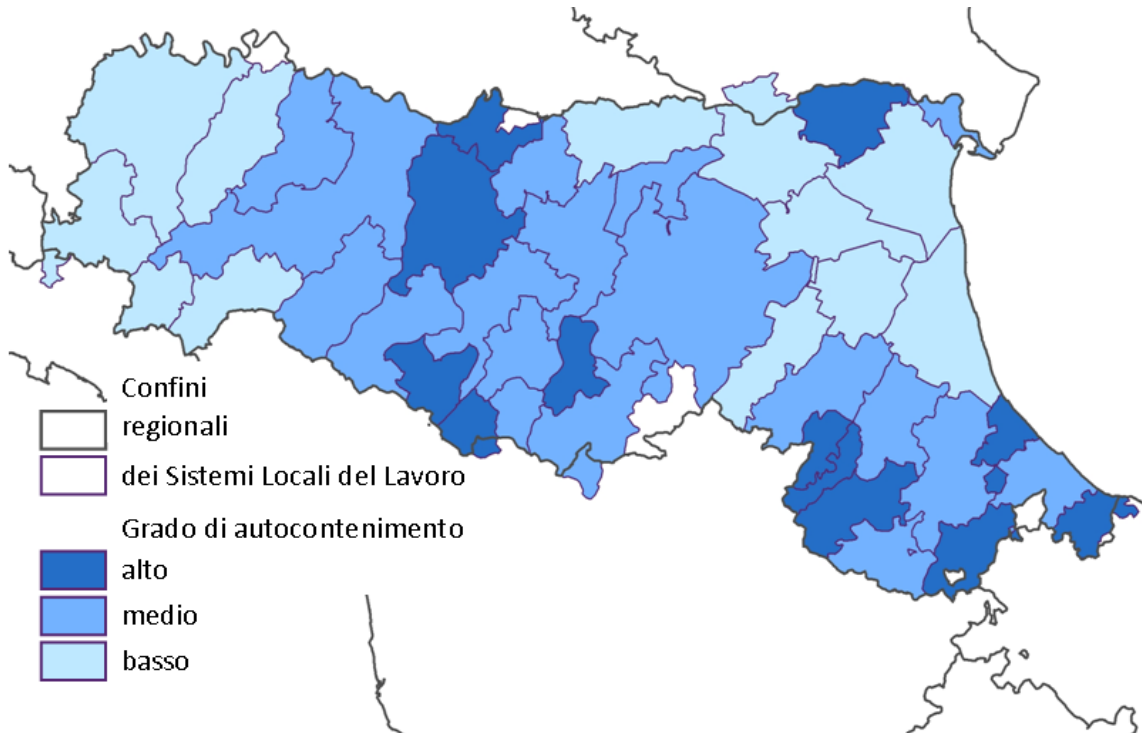 Confini
regionali
dei Sistemi Locali del Lavoro
Grado di autocontenimento
alto
medio
basso